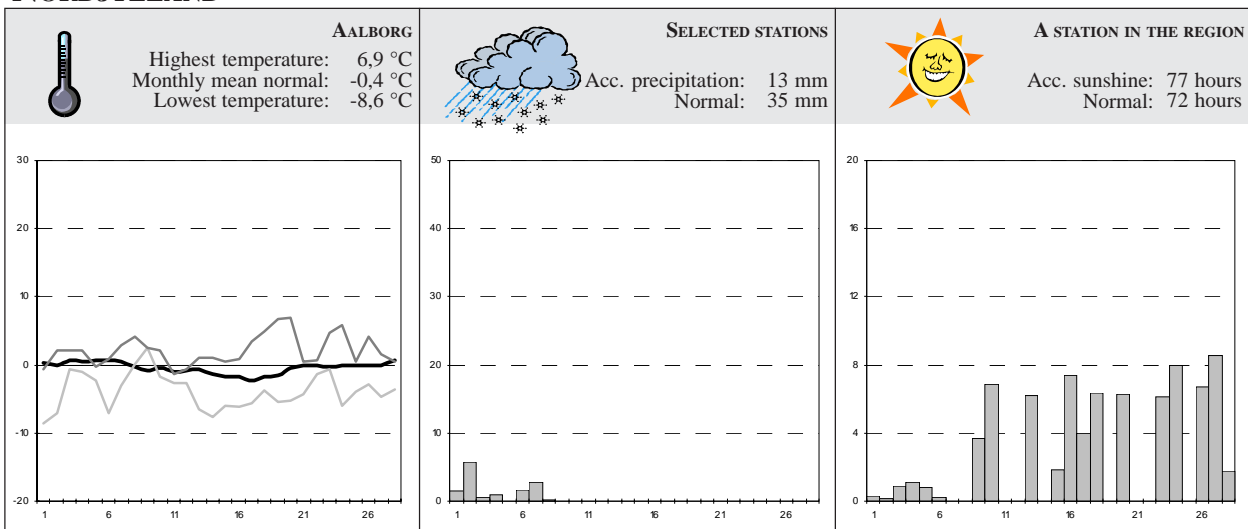 AALBORG
Highest temperature: 6,9 °C
Monthly mean normal: -0,4 °C
Lowest temperature: -8,6 °C
30
20
10
0
-10
-20
1 6 11 16 21 26
SELECTED STATIONS
Acc. precipitation: 13 mm
Normal: 35 mm
50
40
30
20
10
0
1 6 11 16 21 26
A STATION IN THE REGION
Acc. sunshine: 77 hours
Normal: 72 hours
20
16
12
8
4
0
1 6 11 16 21 26